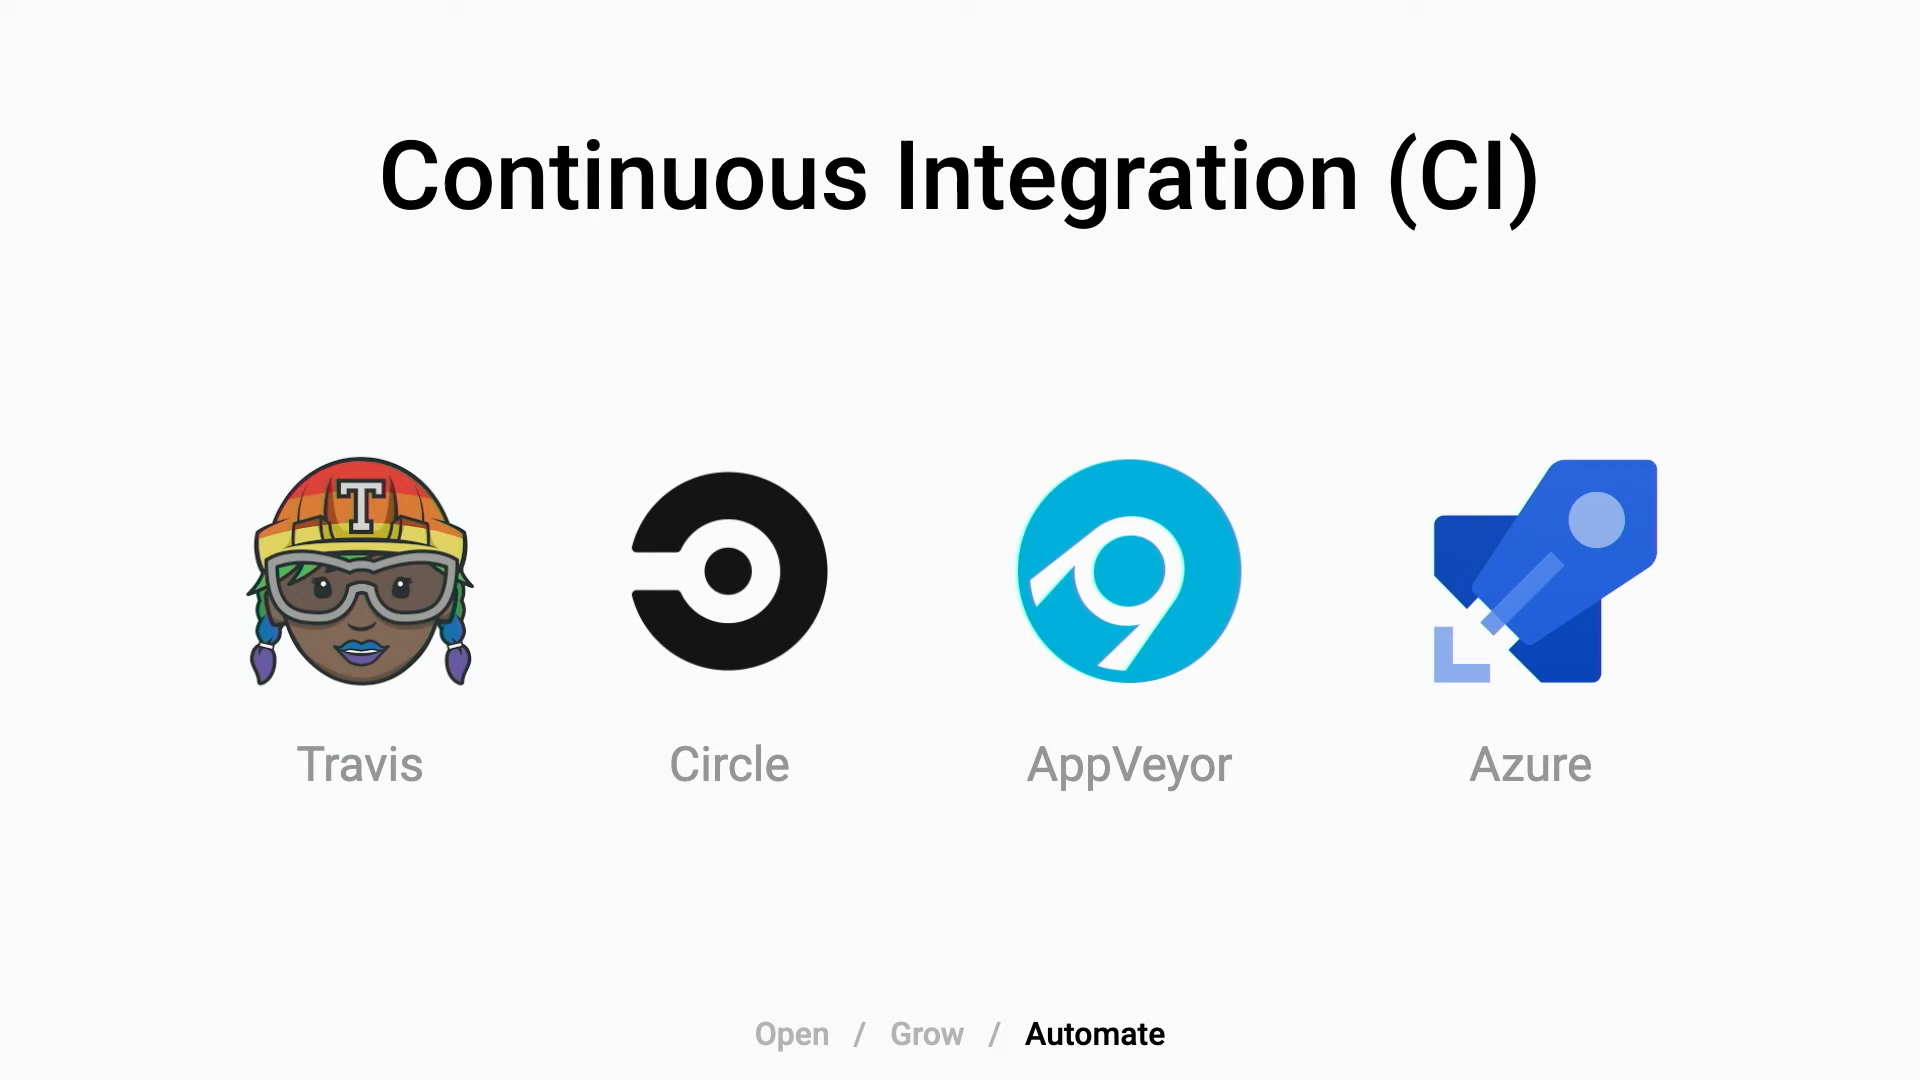 Continuous Integration (CI)
T
Travis
Circle
AppVeyor
Azure
Open / Grow / Automate